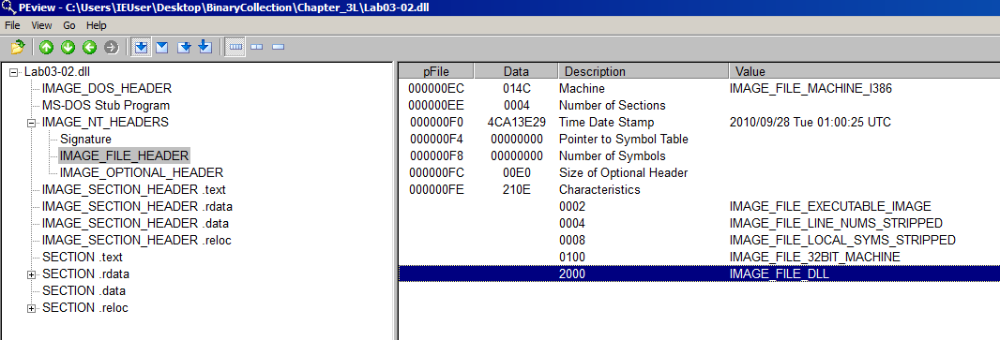 PEview - C:\Users\IEUser\Desktop\BinaryCollection\Chapter_3L\Lab03-02.dll
File View Go Help
Lab03-02.dll
IMAGE_DOS_HEADER
MS-DOS Stub Program
IMAGE_NT_HEADERS
Signature
IMAGE_FILE_HEADER
IMAGE_OPTIONAL_HEADER
IMAGE_SECTION_HEADER .text
IMAGE_SECTION_HEADER .rdata
IMAGE_SECTION_HEADER .data
IMAGE_SECTION_HEADER .reloc
SECTION .text
SECTION .rdata
SECTION .data
SECTION .reloc
pFile Data Description Value
000000EC 014C Machine IMAGE_FILE_MACHINE_I386
000000EE 0004 Number of Sections
000000F0 4CA13E29 Time Date Stamp 2010/09/28 Tue 01:00:25 UTC
000000F4 00000000 Pointer to Symbol Table
000000F8 00000000 Number of Symbols
000000FC 00E0 Size of Optional Header
000000FE 210E Characteristics
0002 IMAGE_FILE_EXECUTABLE_IMAGE
0004 IMAGE_FILE_LINE_NUMS_STRIPPED
0008 IMAGE_FILE_LOCAL_SYMS_STRIPPED
0100 IMAGE_FILE_32BIT_MACHINE
2000 IMAGE_FILE_DLL